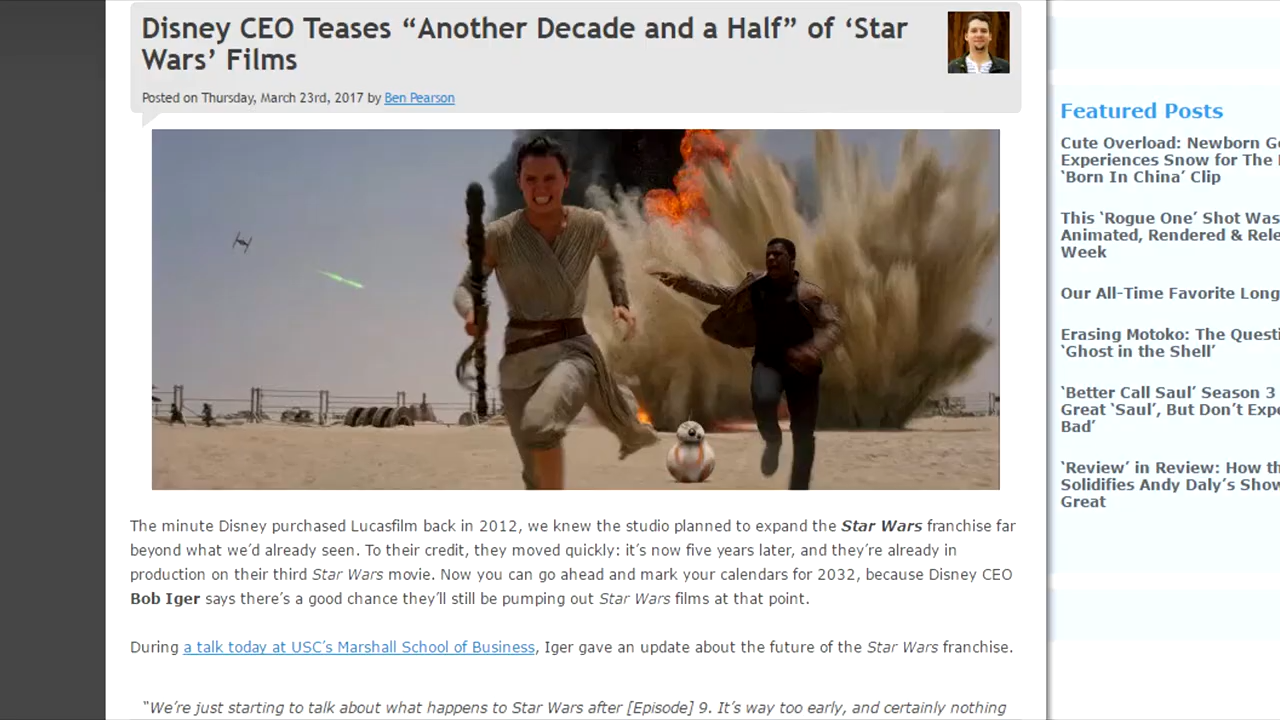 Disney CEO Teases “Another Decade and a Half” of ‘Star
Wars’ Films
Posted on Thursday, March 23rd, 2017 by Ben Pearson
The minute Disney purchased Lucasfilm back in 2012, we knew the studio planned to expand the Star Wars franchise far
beyond what we’d already seen. To their credit, they moved quickly: it’s now five years later, and they’re already in
production on their third Star Wars movie. Now you can go ahead and mark your calendars for 2032, because Disney CEO
Bob Iger says there’s a good chance they’ll still be pumping out Star Wars films at that point.
During a talk today at USC’s Marshall School of Business, Iger gave an update about the future of the Star Wars franchise.
“We’re just starting to talk about what happens to Star Wars after [Episode] 9. It’s way too early, and certainly nothing
Featured Posts
Cute Overload: Newborn
Experiences Snow for The
‘Born In China’ Clip
This ‘Rogue One’ Shot Was
Animated, Rendered &
Week
Our All-Time Favorite Long
Erasing Motoko: The
‘Ghost in the Shell’
‘Better Call Saul’ Season 3
Great ‘Saul’, But Don’t
Bad’
‘Review’ in Review: How
Solidifies Andy Daly’s Show
Great